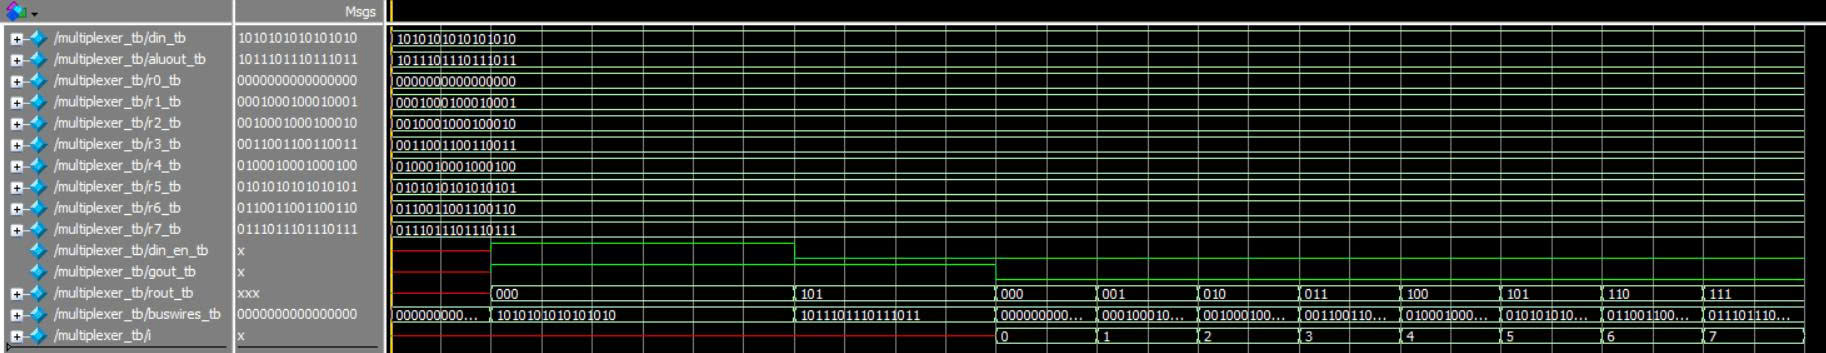 Msgs
/multiplexer_tb/din_tb 1010101010101010 1010101010101010
/multiplexer_tb/aluout_tb 1011101110111011 1011101110111011
/multiplexer_tb/r0_tb 0000000000000000 0000000000000000
/multiplexer_tb/r1_tb 0001000100010001 0001000100010001
/multiplexer_tb/r2_tb 0010001000100010 0010001000100010
/multiplexer_tb/r3_tb 0011001100110011 0011001100110011
/multiplexer_tb/r4_tb 0100010001000100 0100010001000100
/multiplexer_tb/r5_tb 0101010101010101 0101010101010101
/multiplexer_tb/r6_tb 0110011001100110 0110011001100110
/multiplexer_tb/r7_tb 0111011101110111 0111011101110111
/multiplexer_tb/din_en_tb x
/multiplexer_tb/gout_tb x
/multiplexer_tb/rout_tb xxx 000 101 000 001 010 011 100 101 110 111
/multiplexer_tb/buswires_tb 0000000000000000 000000000... 1010101010101010 1011101110111011 000000000... 000100010... 001000100... 001100110... 010001000... 010101010... 011001100... 011101110...
/multiplexer_tb/i x 0 1 2 3 4 5 6 7